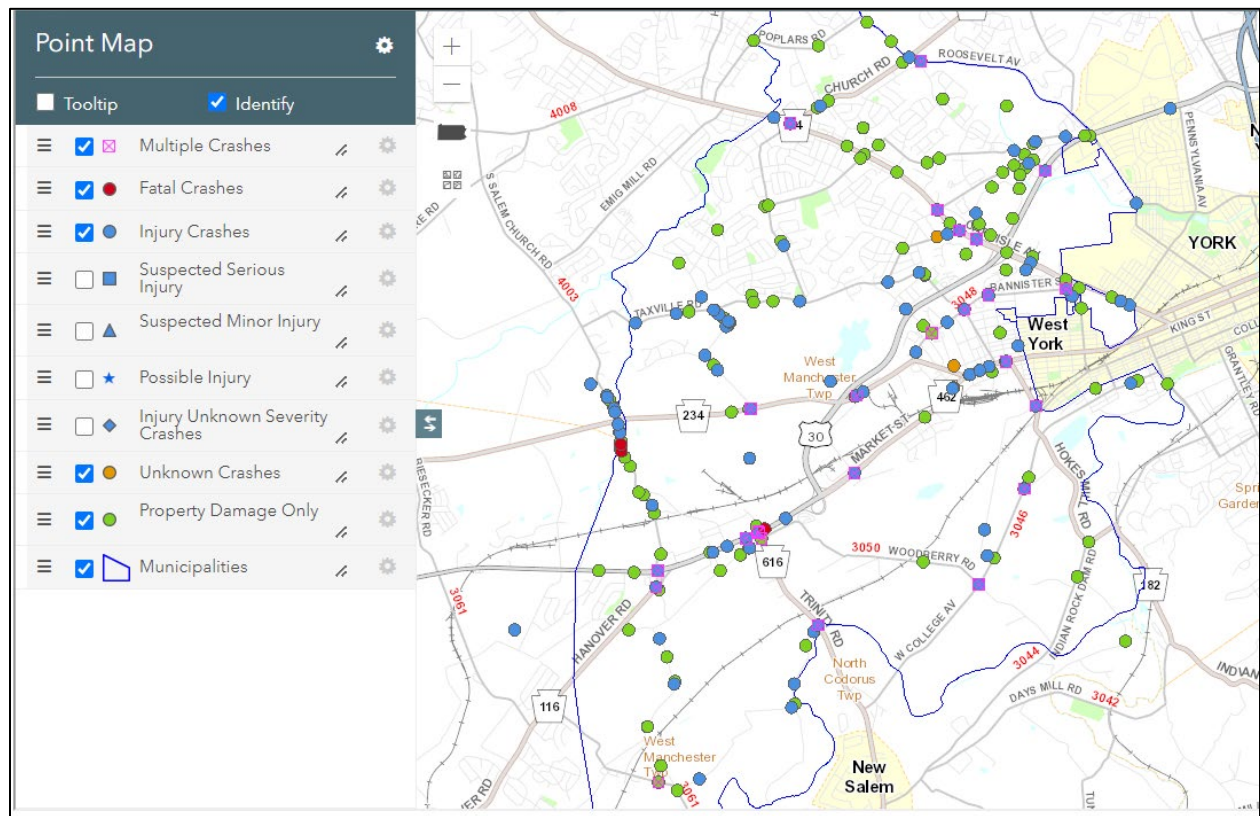 Point Map
Tooltip
Identify
Multiple Crashes
Fatal Crashes
Injury Crashes
Suspected Serious
Injury
Suspected Minor Injury
Possible Injury
Injury Unknown Severity
Crashes
Unknown Crashes
Property Damage Only
Municipalities
POPLARS RD
CHURCH RD
ROOSEVELT AV
4008
EMIG MILL RD
S SALEM CHURCH RD
PENNSYLVANIA AV
YORK
4003
3048
BANNISTER S
TAXVILLE RD
West
York
KING ST
GRANTLEY RD
West
Manchester
Twp
462
234
30
MARKET ST
HOKES MILL RD
3046
3050
WOODBERRY RD
616
INDIAN ROCK DAM RD
182
3061
HANOVER RD
TRINITY RD
W COLLEGE AV
3044
North
Codorus
Twp
DAYS MILL RD
3042
116
West
Manchester
3061
New
Salem